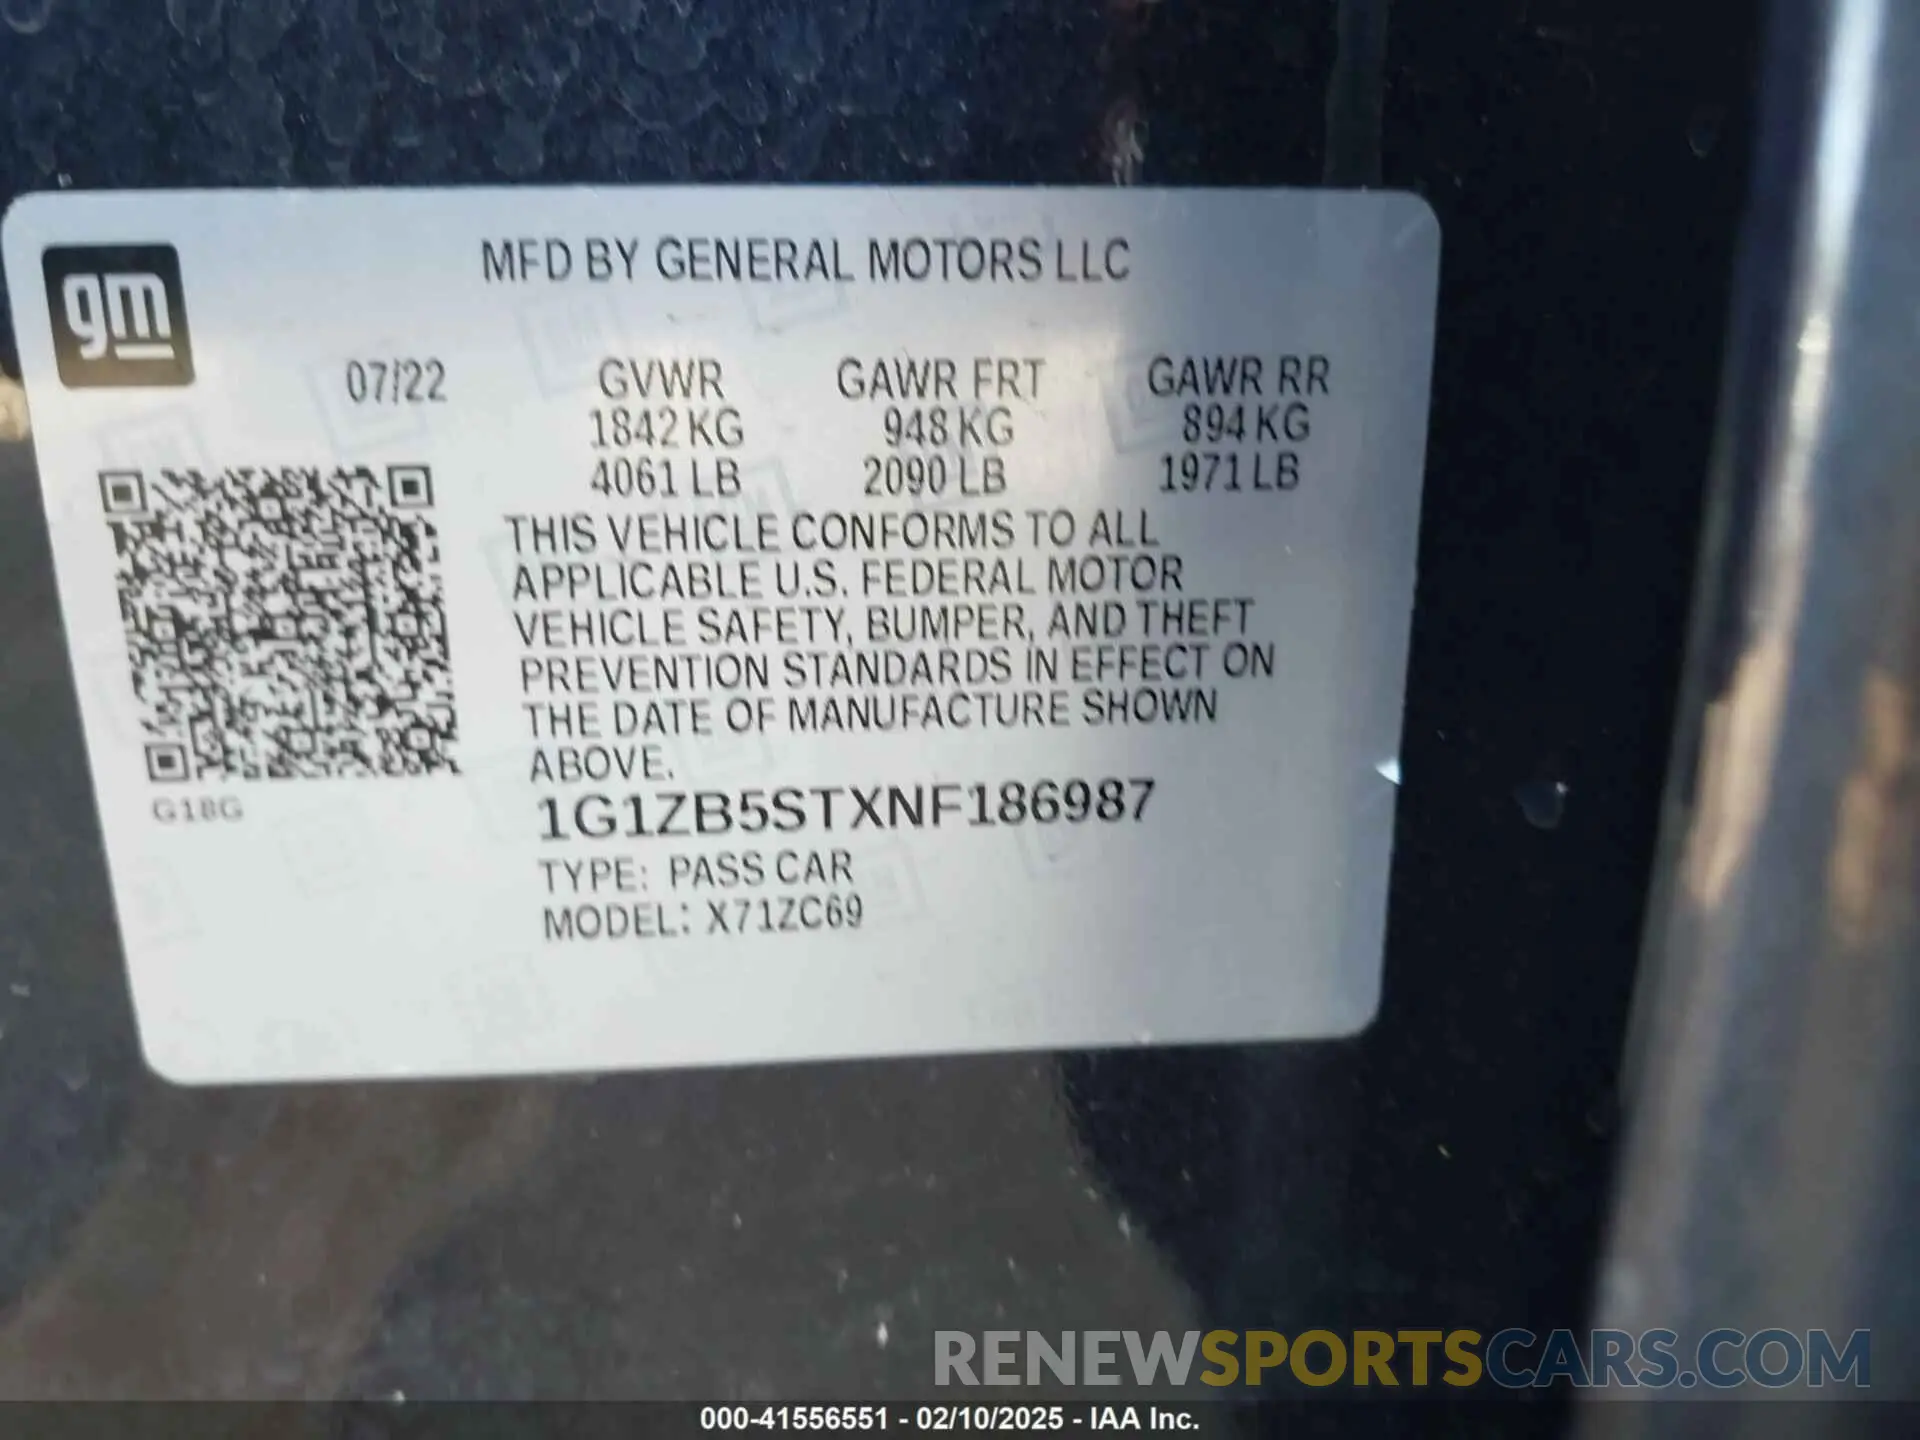 gm
MFD BY GENERAL MOTORS LLC
07/22 GVWR GAWR FRT GAWR RR
1842 KG 948 KG 894 KG
4061 LB 2090 LB 1971 LB
THIS VEHICLE CONFORMS TO ALL
APPLICABLE U.S. FEDERAL MOTOR
VEHICLE SAFETY, BUMPER, AND THEFT
PREVENTION STANDARDS IN EFFECT ON
THE DATE OF MANUFACTURE SHOWN
ABOVE.
G18G
1G1ZB5STXNF186987
TYPE: PASS CAR
MODEL: X71ZC69
RENEWSPORTSCARS.COM
000-41556551 - 02/10/2025 - IAA Inc.